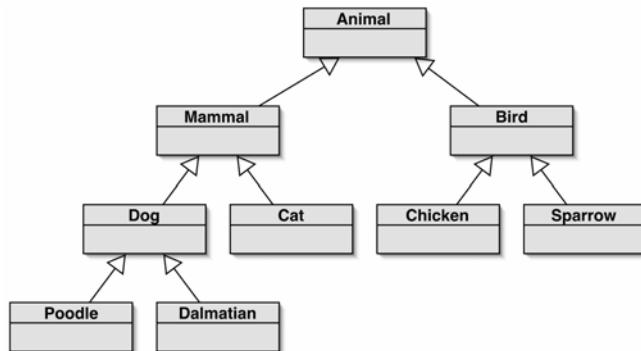 Animal
Mammal
Bird
Dog
Cat
Chicken
Sparrow
Poodle
Dalmatian